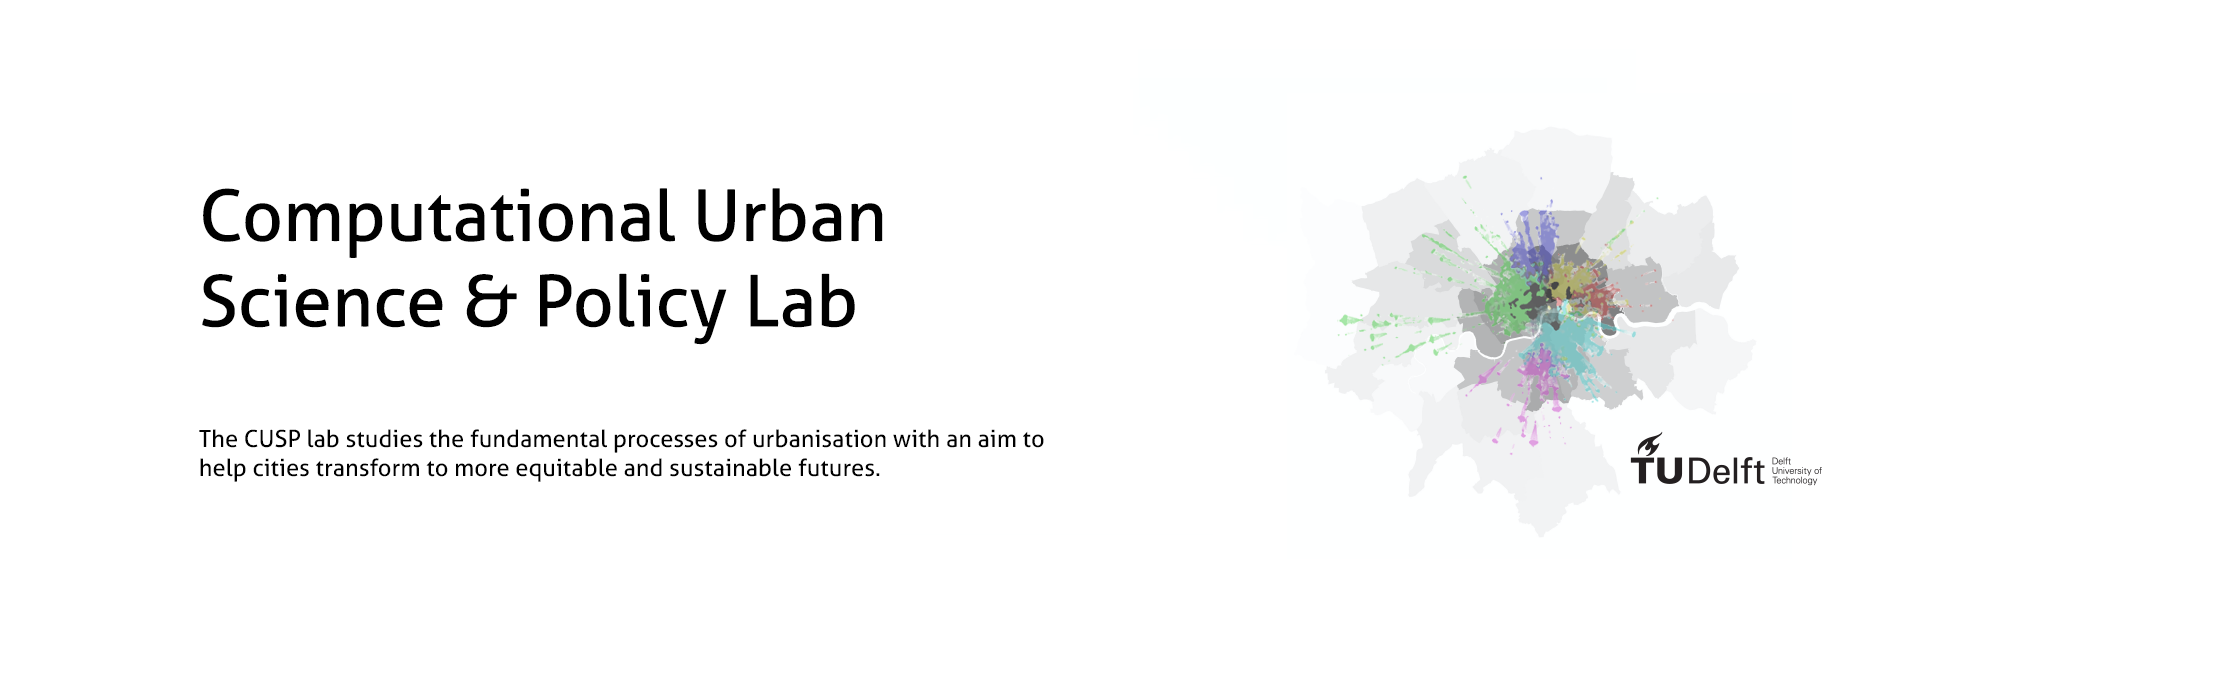 Computational Urban
Science & Policy Lab
The CUSP lab studies the fundamental processes of urbanisation with an aim to
help cities transform to more equitable and sustainable futures.
TUDelft
Delft
University of
Technology